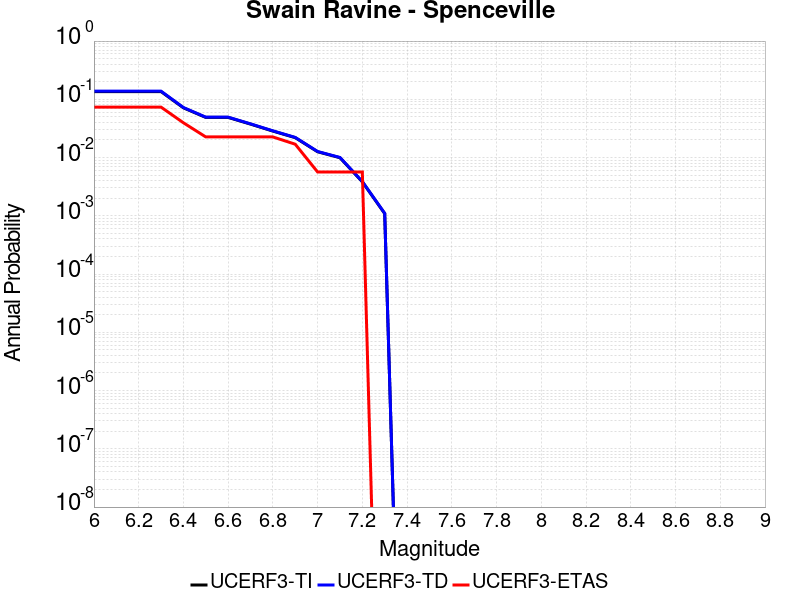 Swain Ravine - Spenceville
10^0
10^-1
10^-2
10^-3
10^-4
10^-5
10^-6
10^-7
10^-8
Annual Probability
6 6.2 6.4 6.6 6.8 7 7.2 7.4 7.6 7.8 8 8.2 8.4 8.6 8.8 9
Magnitude
UCERF3-TI UCERF3-TD UCERF3-ETAS